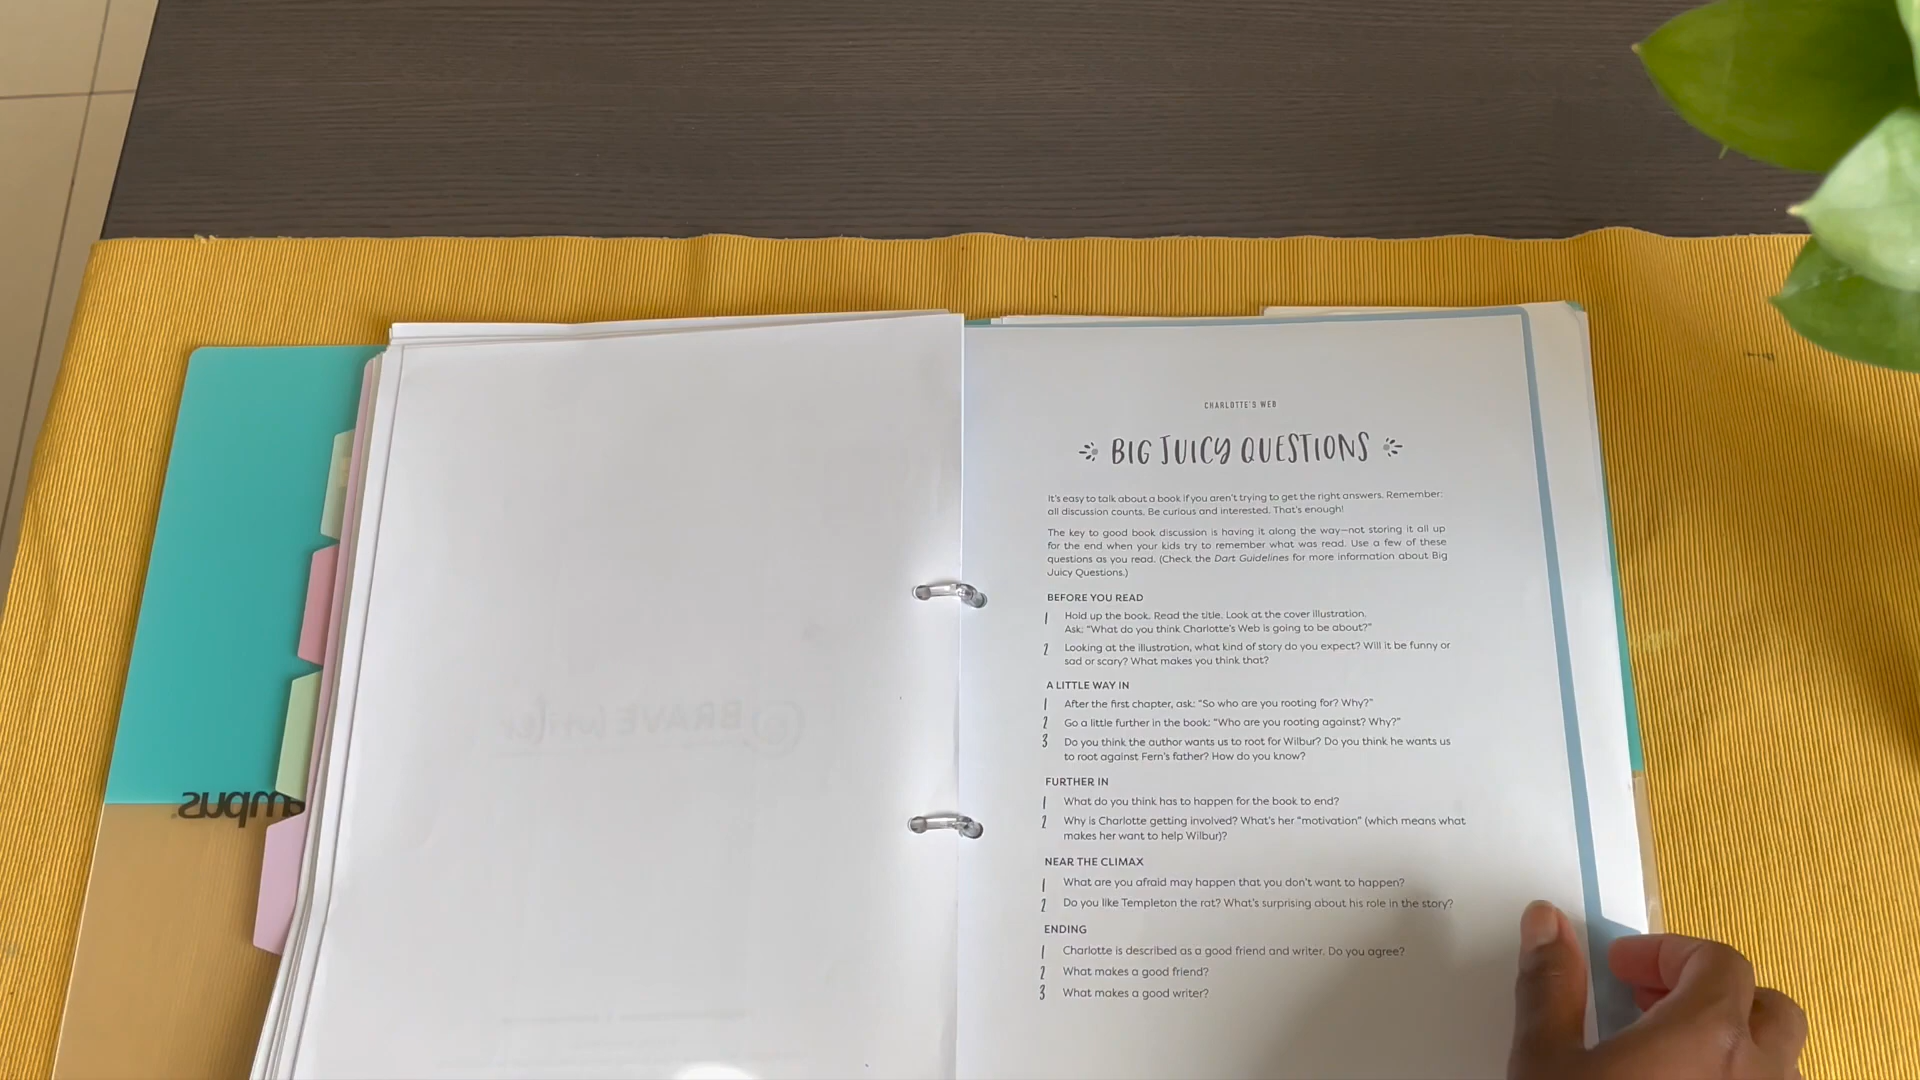 CHARLOTTE'S WEB
BIG JUICY QUESTIONS
It's easy to talk about a book if you aren't trying to get the right answers. Remember:
all discussion counts. Be curious and interested. That's enough!
The key to good book discussion is having it along the way—not storing it all up
for the end when your kids try to remember what was read. Use a few of these
questions as you read. (Check the Dart Guidelines for more information about Big
Juicy Questions.)
BEFORE YOU READ
1 Hold up the book. Read the title. Look at the cover illustration.
Ask: "What do you think Charlotte's Web is going to be about?"
2 Looking at the illustration, what kind of story do you expect? Will it be funny or
sad or scary? What makes you think that?
A LITTLE WAY IN
1 After the first chapter, ask: "So who are you rooting for? Why?"
2 Go a little further in the book: "Who are you rooting against? Why?"
3 Do you think the author wants us to root for Wilbur? Do you think he wants us
to root against Fern's father? How do you know?
FURTHER IN
1 What do you think has to happen for the book to end?
2 Why is Charlotte getting involved? What's her "motivation" (which means what
makes her want to help Wilbur)?
NEAR THE CLIMAX
1 What are you afraid may happen that you don't want to happen?
2 Do you like Templeton the rat? What's surprising about his role in the story?
ENDING
1 Charlotte is described as a good friend and writer. Do you agree?
2 What makes a good friend?
3 What makes a good writer?
BRAVE writer
mpus